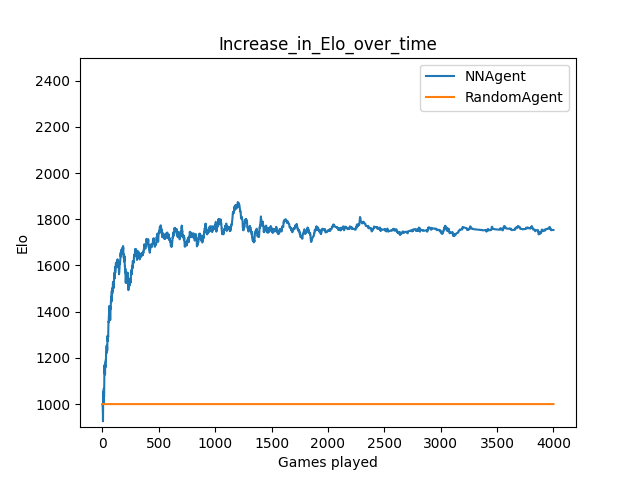 Increase_in_Elo_over_time
NNAgent
RandomAgent
2400
2200
2000
1800
1600
1400
1200
1000
Elo
0 500 1000 1500 2000 2500 3000 3500 4000
Games played